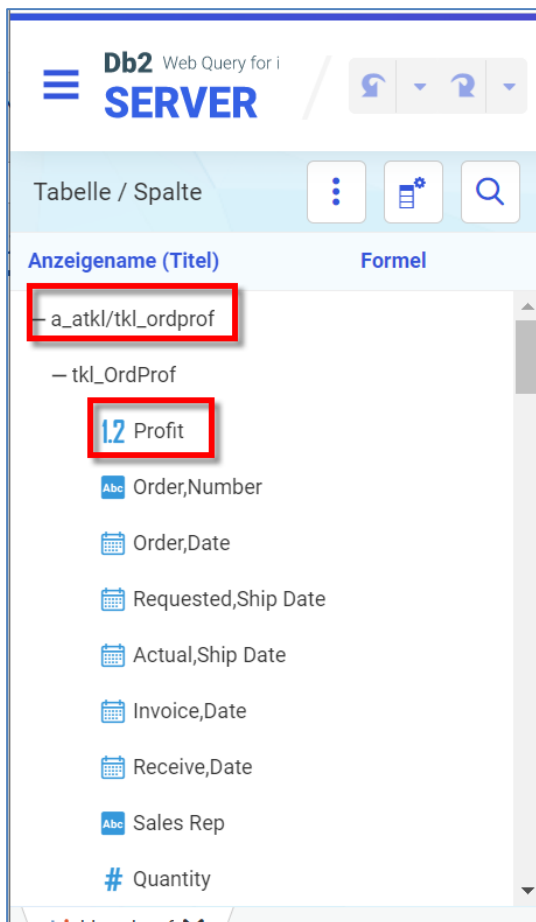 Db2 Web Query for i
SERVER
Tabelle / Spalte
Anzeigename (Titel) Formel
– a_atkl/tkl_ordprof
– tkl_OrdProf
1.2 Profit
Abc Order,Number
Order,Date
Requested,Ship Date
Actual,Ship Date
Invoice,Date
Receive,Date
Abc Sales Rep
# Quantity